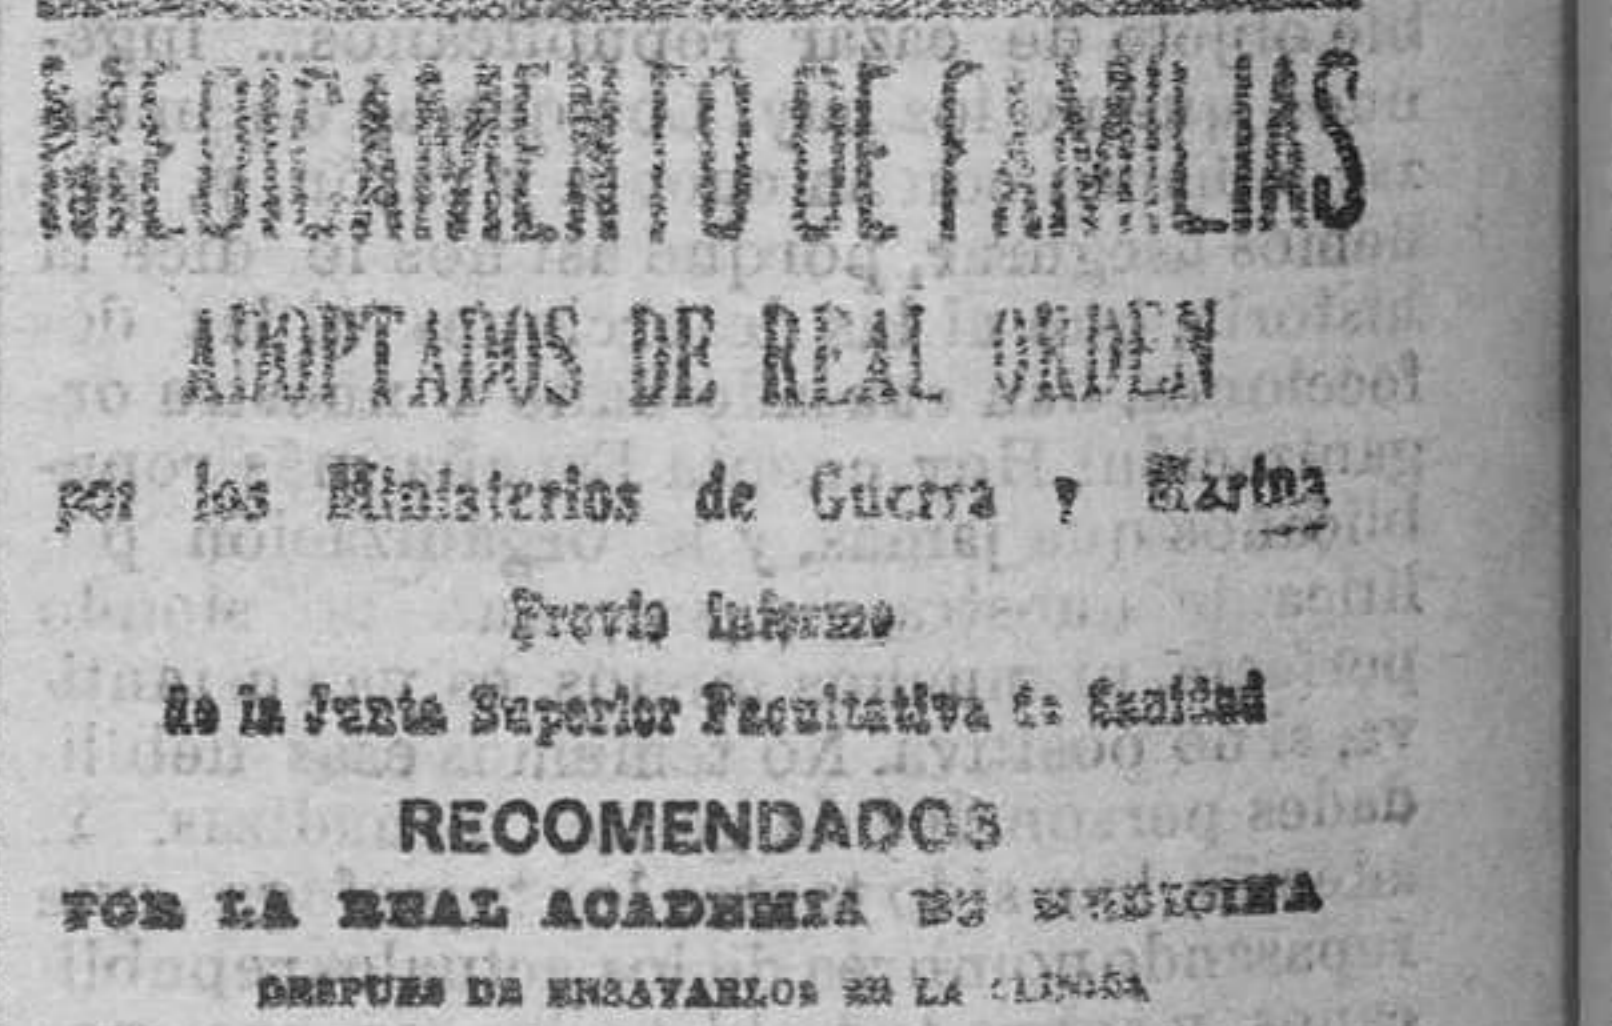 MEDICAMENTO DE FAMILIAS
ADOPTADOS DE REAL ORDEN
por los Ministerios de Guerra y Marina
Previo informe
de la Junta Superior Facultativa de Sanidad
RECOMENDADOS
POR LA REAL ACADEMIA DE MEDICINA
DESPUES DE ENSAYARLOS EN LA CLINICA